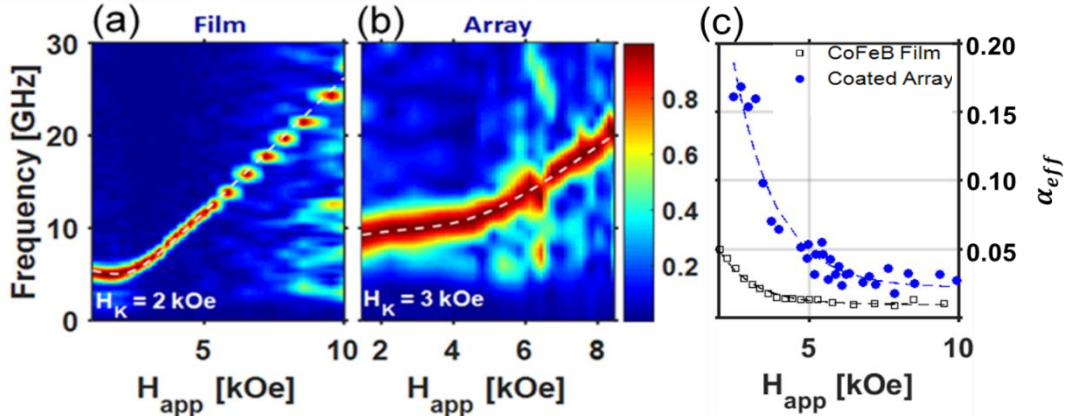 (a) Film
(b) Array
(c)
Frequency [GHz]
30
20
10
0
H_K = 2 kOe
5
10
H_app [kOe]
H_K = 3 kOe
2
4
6
8
H_app [kOe]
0.8
0.6
0.4
0.2
CoFeB Film
Coated Array
0.20
0.15
0.10
0.05
α_eff
5
10
H_app [kOe]